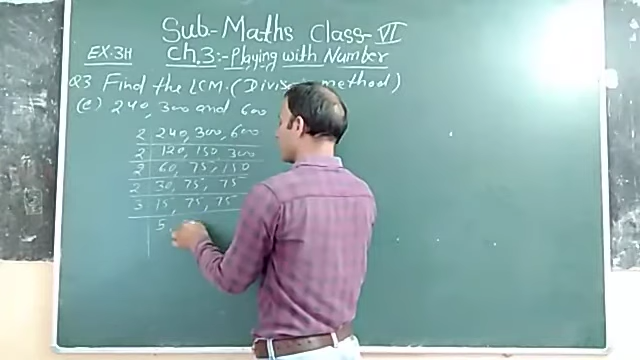 Sub-Maths Class-VI
EX-3H Ch.3:- Playing with Number
Q3 Find the LCM. (Division method)
(e) 240, 300 and 600
2 240, 300, 600
2 120, 150 300
2 60, 75, 150
2 30, 75, 75
3 15, 75, 75
5,